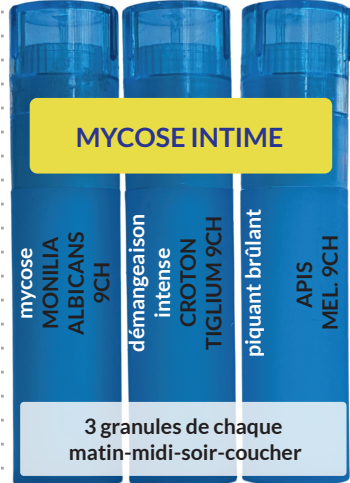 MYCOSE INTIME
mycose
MONILIA
ALBICANS
9CH
démangeaison
intense
CROTON
TIGLIUM 9CH
piquant brûlant
APIS
MEL. 9CH
3 granules de chaque
matin-midi-soir-coucher